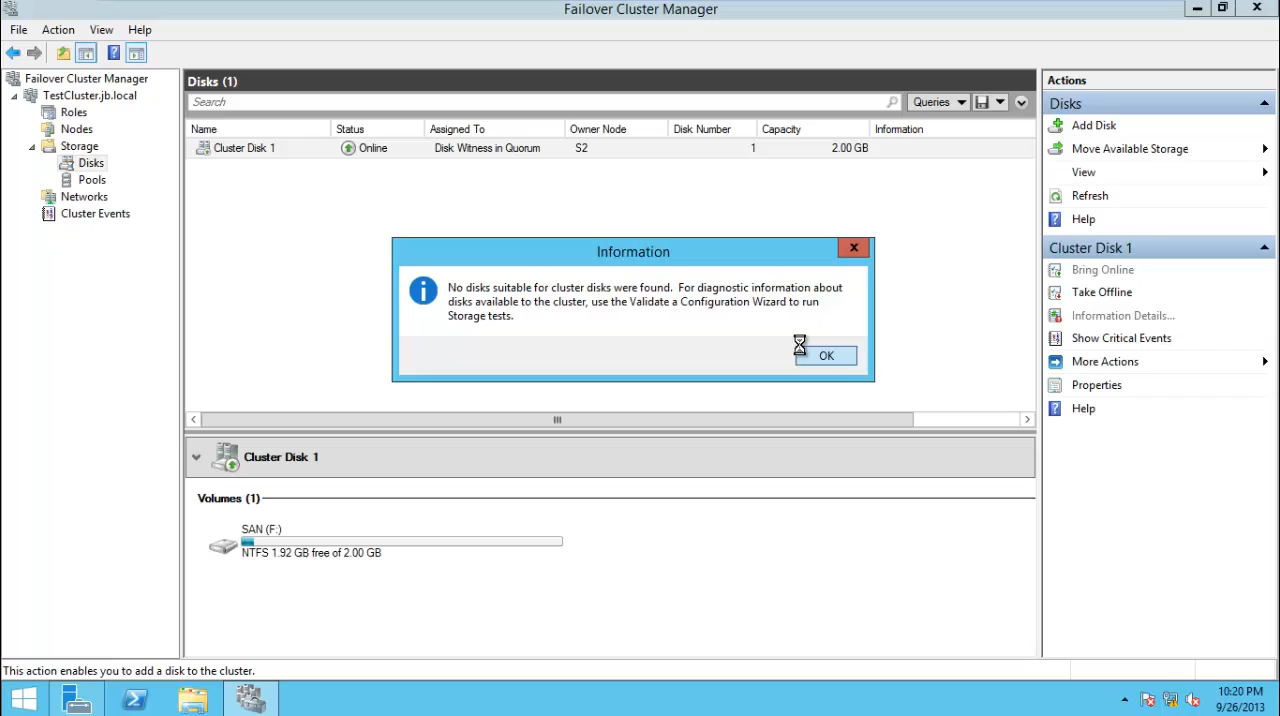 Failover Cluster Manager
File Action View Help
Failover Cluster Manager
TestCluster.jb.local
Roles
Nodes
Storage
Disks
Pools
Networks
Cluster Events
Disks (1)
Search
Queries
Name Status Assigned To Owner Node Disk Number Capacity Information
Cluster Disk 1 Online Disk Witness in Quorum S2 1 2.00 GB
Information
No disks suitable for cluster disks were found. For diagnostic information about
disks available to the cluster, use the Validate a Configuration Wizard to run
Storage tests.
OK
Cluster Disk 1
Volumes (1)
SAN (F:)
NTFS 1.92 GB free of 2.00 GB
Actions
Disks
Add Disk
Move Available Storage
View
Refresh
Help
Cluster Disk 1
Bring Online
Take Offline
Information Details...
Show Critical Events
More Actions
Properties
Help
This action enables you to add a disk to the cluster.
10:20 PM
9/26/2013